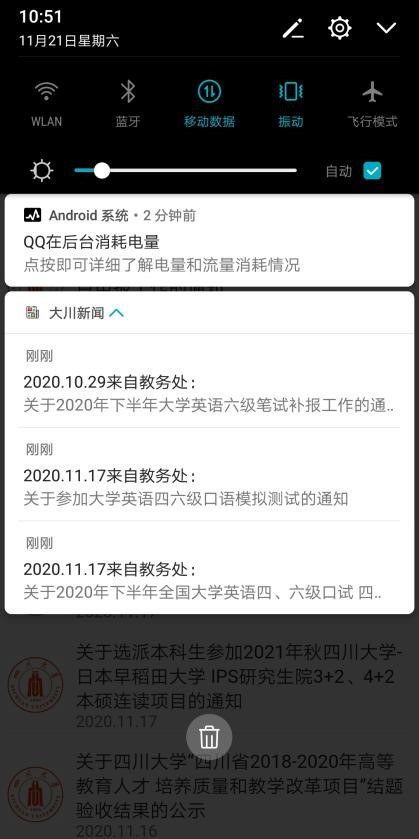 10:51
11月21日星期六
WLAN
蓝牙
移动数据
振动
飞行模式
自动
Android 系统 • 2 分钟前
QQ在后台消耗电量
点按即可详细了解电量和流量消耗情况
大川新闻
刚刚
2020.10.29来自教务处:
关于2020年下半年大学英语六级笔试补报工作的通..
刚刚
2020.11.17来自教务处:
关于参加大学英语四六级口语模拟测试的通知
刚刚
2020.11.17来自教务处:
关于2020年下半年全国大学英语四、六级口试 四..
2020.11.17
关于选派本科生参加2021年秋四川大学-
日本早稻田大学 IPS研究生院3+2、4+2
本硕连读项目的通知
2020.11.17
关于四川大学“四川省2018-2020年高等
教育人才 培养质量和教学改革项目”结题
验收结果的公示
2020.11.16